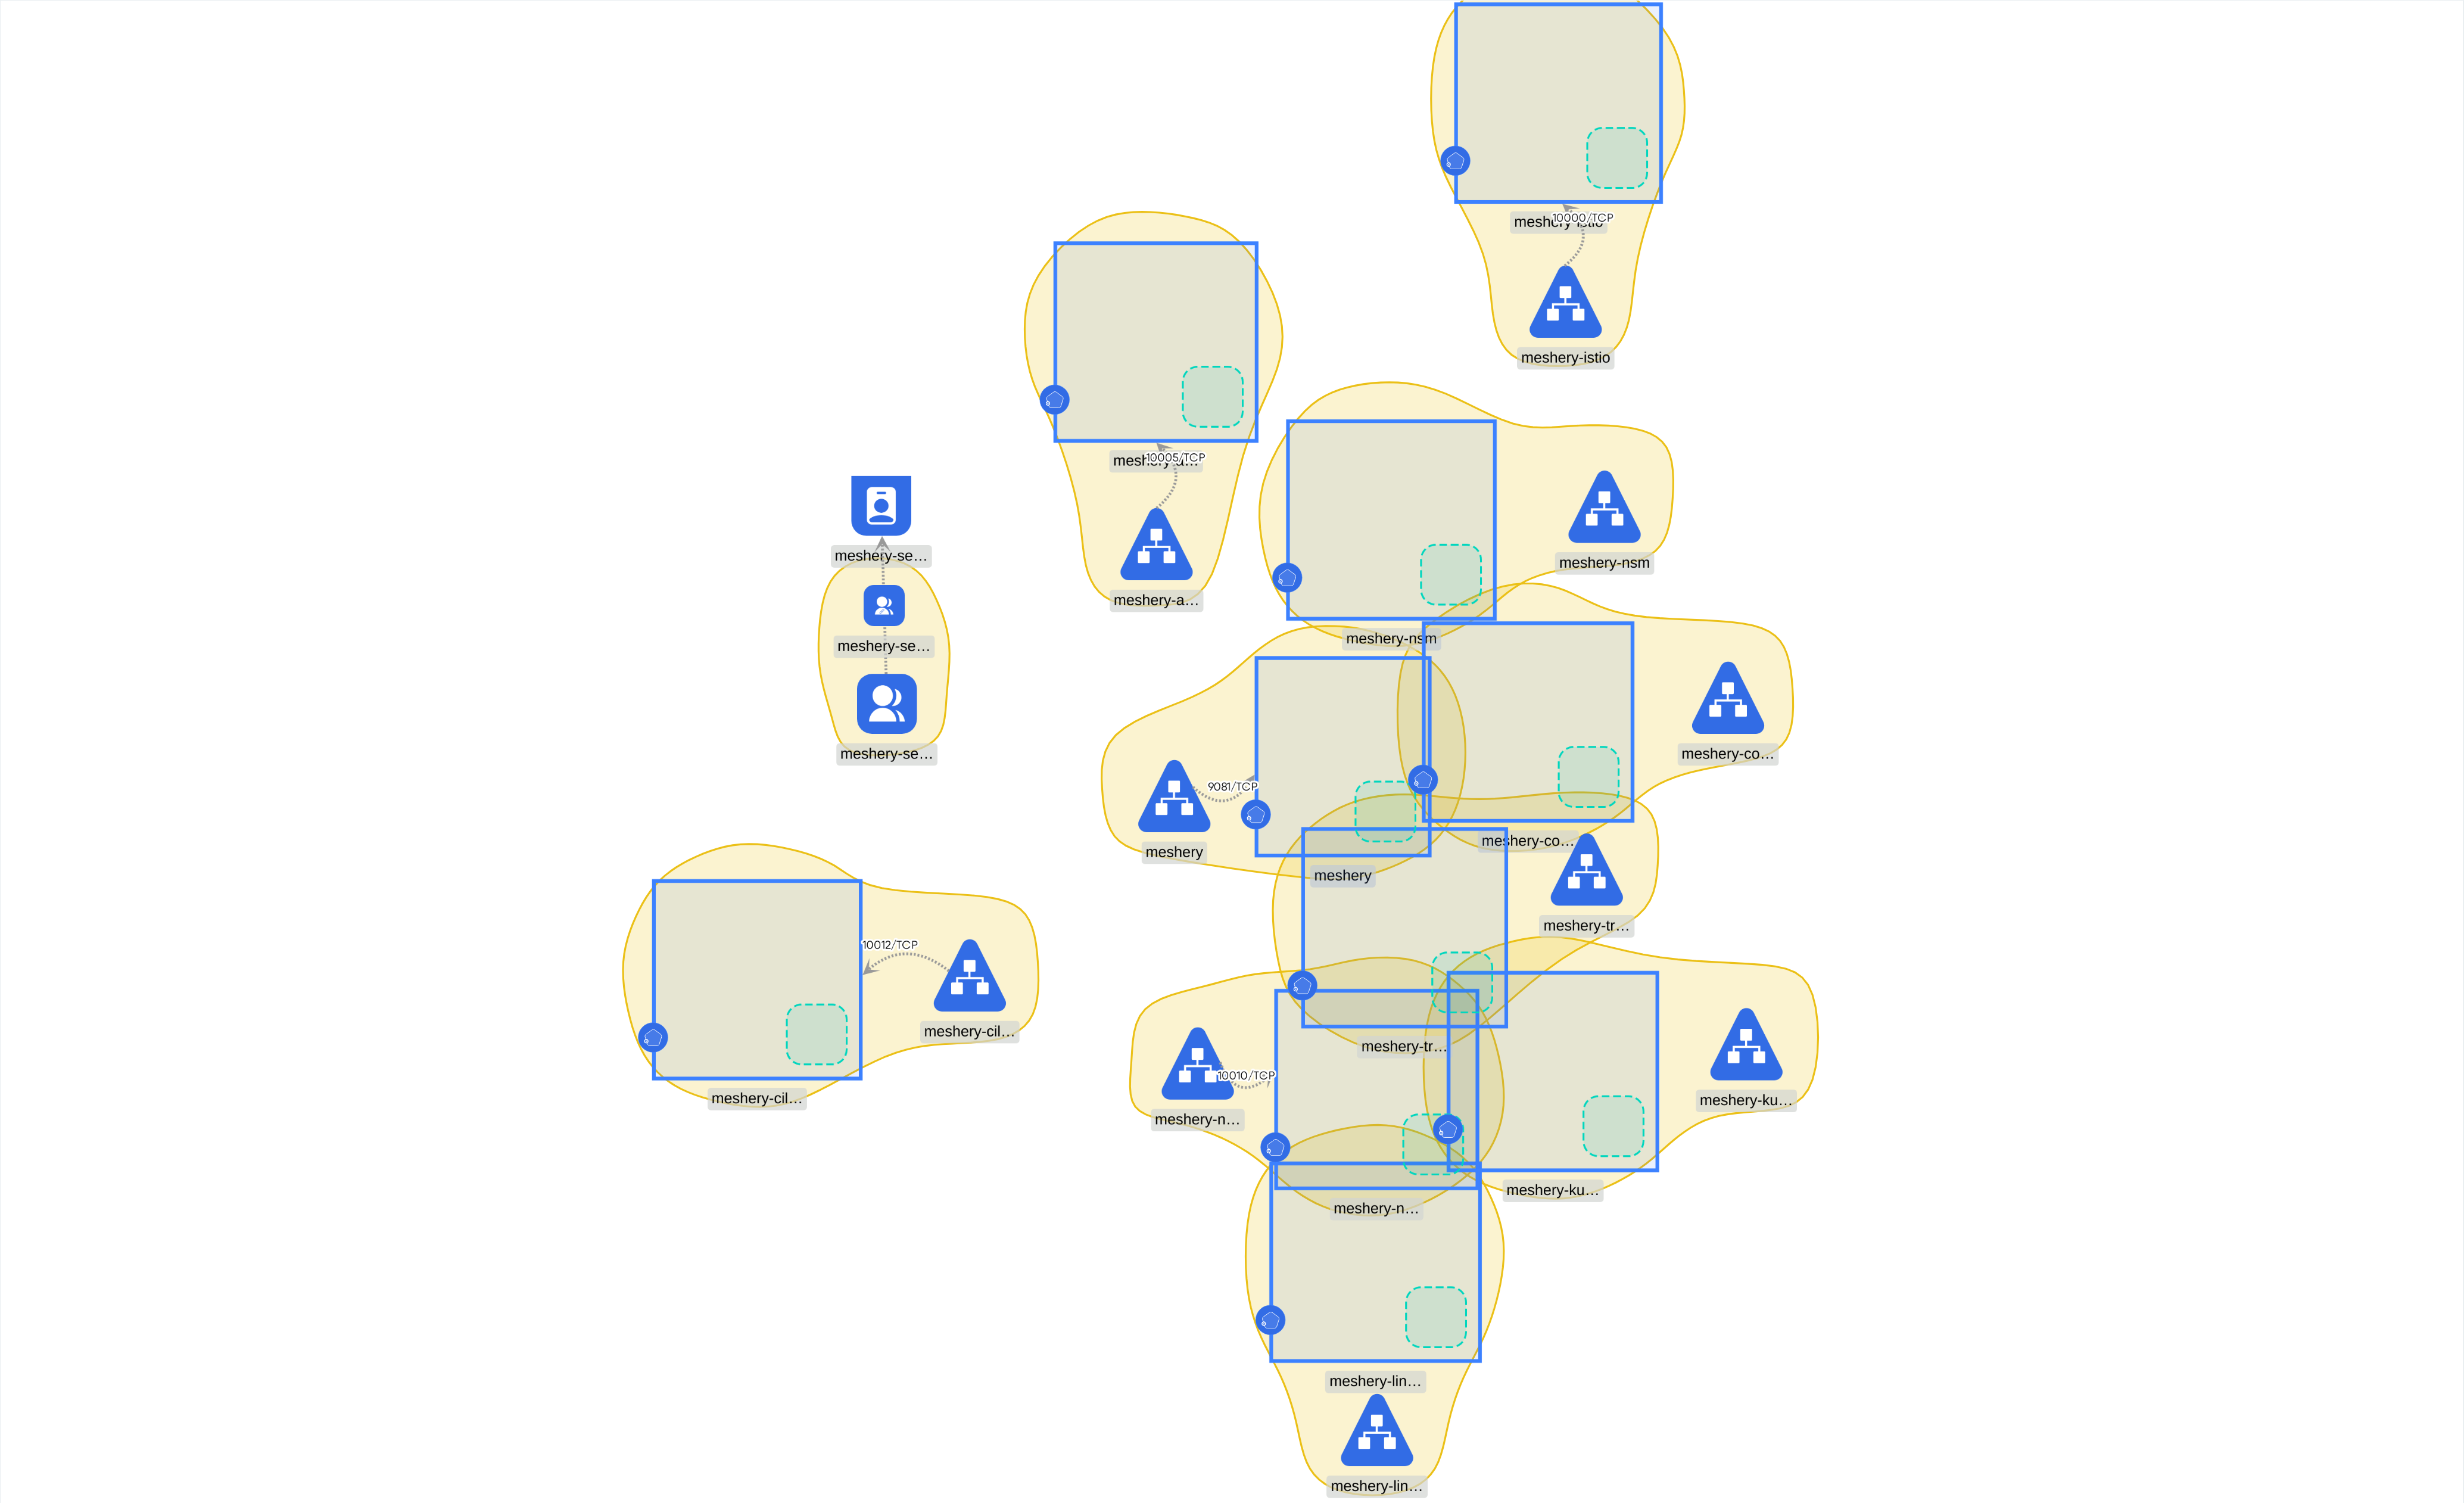 meshery-istio
10000/TCP
meshery-istio
meshery-a...
10005/TCP
meshery-a...
meshery-nsm
meshery-nsm
meshery-se...
meshery-se...
meshery-se...
meshery-co...
meshery-co...
9081/TCP
meshery
meshery
meshery-tr...
meshery-tr...
10012/TCP
meshery-cil...
meshery-cil...
10010/TCP
meshery-n...
meshery-n...
meshery-ku...
meshery-ku...
meshery-lin...
meshery-lin...